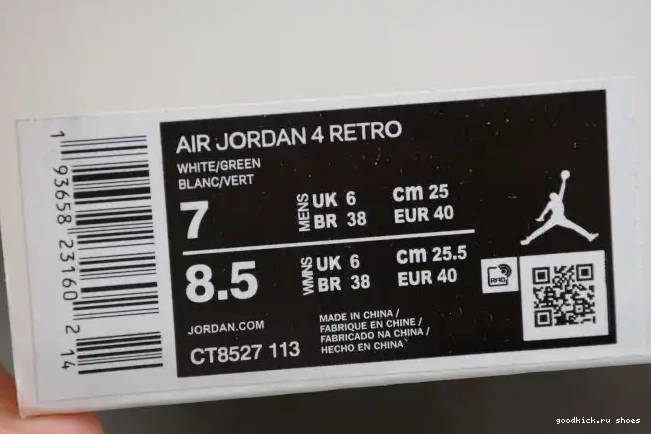 1 93658 23160 2 14
AIR JORDAN 4 RETRO
WHITE/GREEN
BLANC/VERT
7
MENS
UK 6 cm 25
BR 38 EUR 40
8.5
WMNS
UK 6 cm 25.5
BR 38 EUR 40
RFID
JORDAN.COM
CT8527 113
MADE IN CHINA /
FABRIQUE EN CHINE /
FABRICADO NA CHINA /
HECHO EN CHINA
goodkick.ru shoes